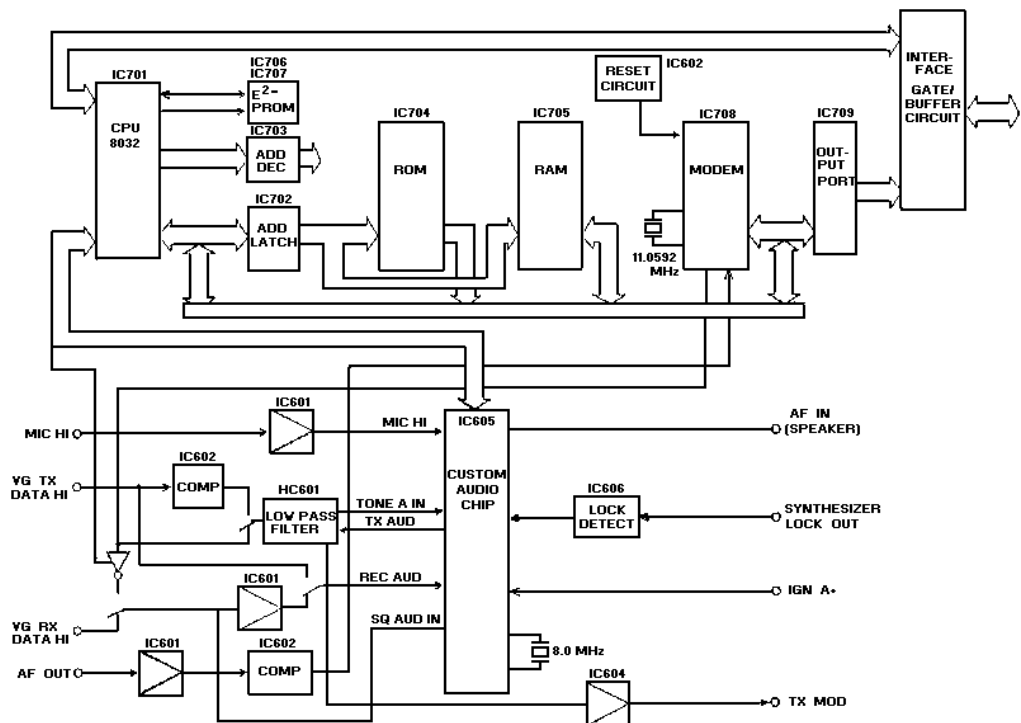 IC701
CPU
8032
IC706
IC707
E2-
PROM
IC703
ADD
DEC
IC702
ADD
LATCH
IC704
ROM
IC705
RAM
RESET
CIRCUIT
IC602
IC708
MODEM
11.0592
MHz
IC709
OUT-
PUT
PORT
INTER-
FACE
GATE/
BUFFER
CIRCUIT
MIC HI
IC601
MIC HI
IC605
CUSTOM
AUDIO
CHIP
AF IN
(SPEAKER)
VG TX
DATA HI
IC602
COMP
HC601
LOW PASS
FILTER
TONE A IN
TX AUD
IC606
LOCK
DETECT
SYNTHESIZER
LOCK OUT
IC601
REC AUD
IGN A+
VG RX
DATA HI
SQ AUD IN
IC601
IC602
COMP
AF OUT
8.0 MHz
IC604
TX MOD